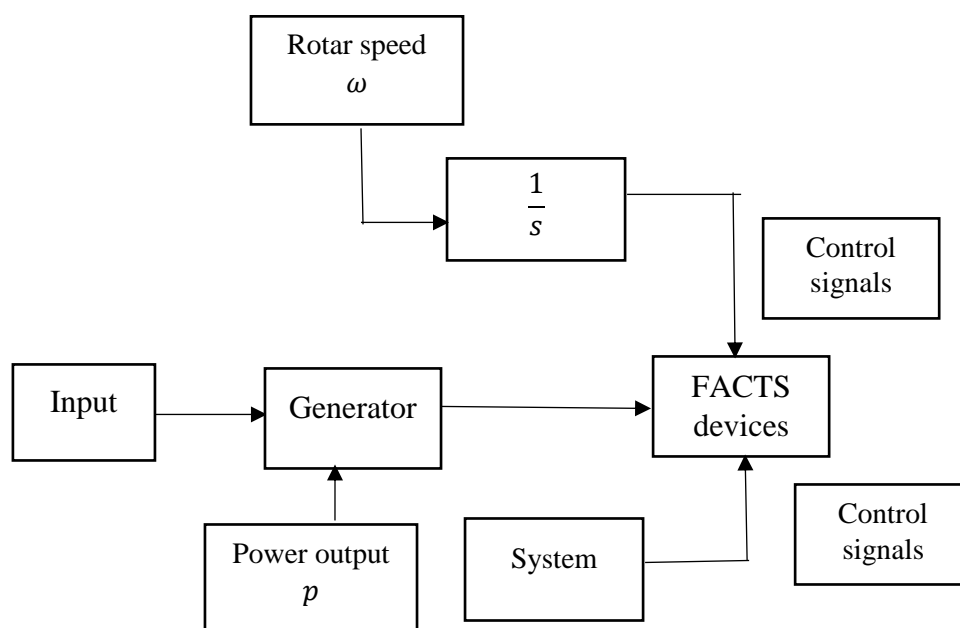 Rotar speed
𝜔
1
s
Control
signals
Input
Generator
FACTS
devices
Power output
𝑝
System
Control
signals